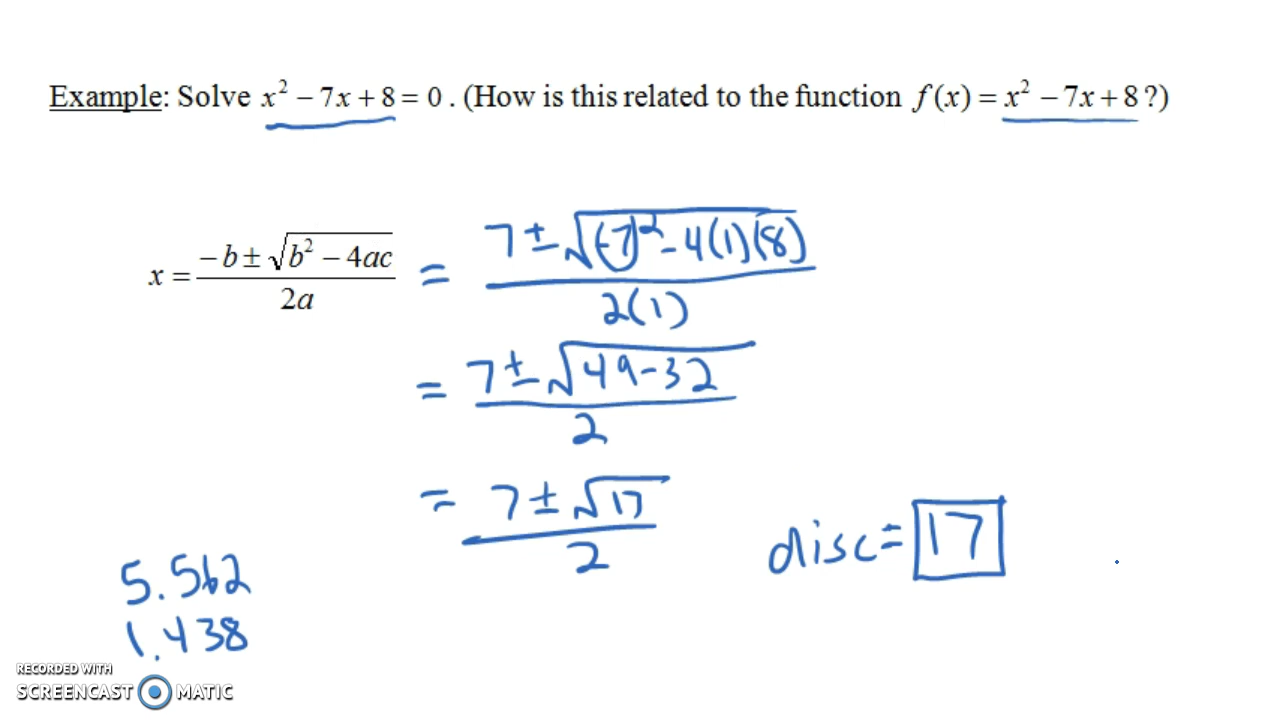 Example: Solve x² − 7x + 8 = 0 . (How is this related to the function f(x) = x² − 7x + 8 ?)
x = (−b ± √(b² − 4ac)) / 2a = (7 ± √((−7)² − 4(1)(8))) / 2(1)
= (7 ± √(49 − 32)) / 2
= (7 ± √17) / 2
disc = 17
5.562
1.438
RECORDED WITH
SCREENCAST MATIC